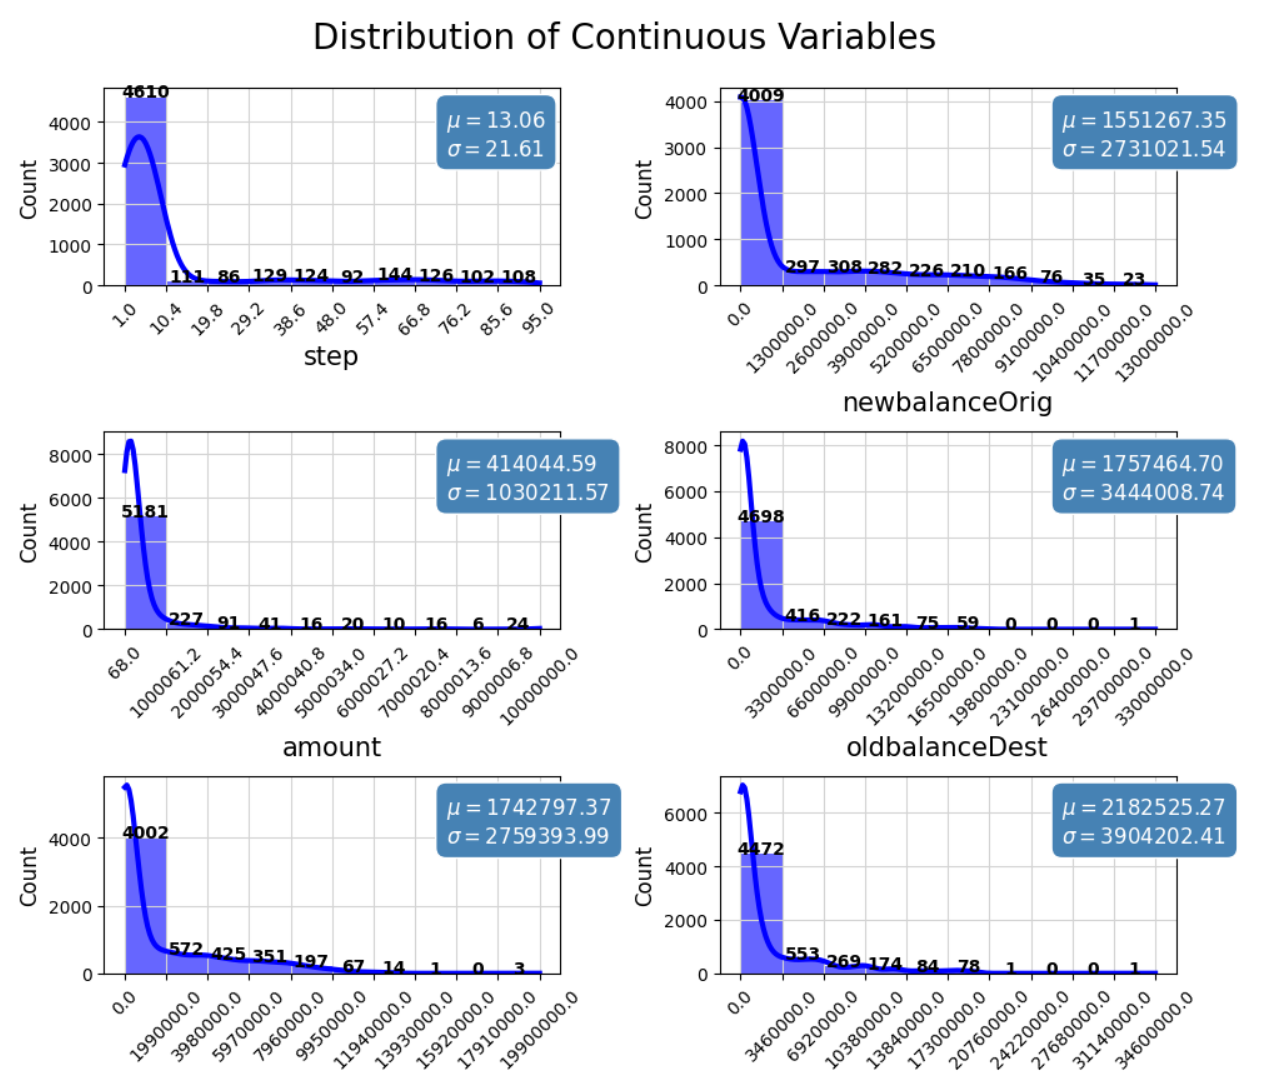 Distribution of Continuous Variables
4610
μ = 13.06
σ = 21.61
4000
3000
2000
1000
0
Count
111 86 129 124 92 144 126 102 108
1.0 10.4 19.8 29.2 38.6 48.0 57.4 66.8 76.2 85.6 95.0
step
4009
μ = 1551267.35
σ = 2731021.54
4000
3000
2000
1000
0
Count
297 308 282 226 210 166 76 35 23
0.0 1300000.0 2600000.0 3900000.0 5200000.0 6500000.0 7800000.0 9100000.0 10400000.0 11700000.0 13000000.0
newbalanceOrig
μ = 414044.59
σ = 1030211.57
8000
6000
4000
2000
0
Count
5181
227 91 41 16 20 10 16 6 24
68.0 1000061.2 2000054.4 3000047.6 4000040.8 5000034.0 6000027.2 7000020.4 8000013.6 9000006.8 10000000.0
amount
μ = 1757464.70
σ = 3444008.74
8000
6000
4000
2000
0
Count
4698
416 222 161 75 59 0 0 0 1
0.0 3300000.0 6600000.0 9900000.0 13200000.0 16500000.0 19800000.0 23100000.0 26400000.0 29700000.0 33000000.0
oldbalanceDest
μ = 1742797.37
σ = 2759393.99
4000
2000
0
Count
4002
572 425 351 197 67 14 1 0 3
0.0 1990000.0 3980000.0 5970000.0 7960000.0 9950000.0 11940000.0 13930000.0 15920000.0 17910000.0 19900000.0
μ = 2182525.27
σ = 3904202.41
6000
4000
2000
0
Count
4472
553 269 174 84 78 1 0 0 1
0.0 3460000.0 6920000.0 10380000.0 13840000.0 17300000.0 20760000.0 24220000.0 27680000.0 31140000.0 34600000.0